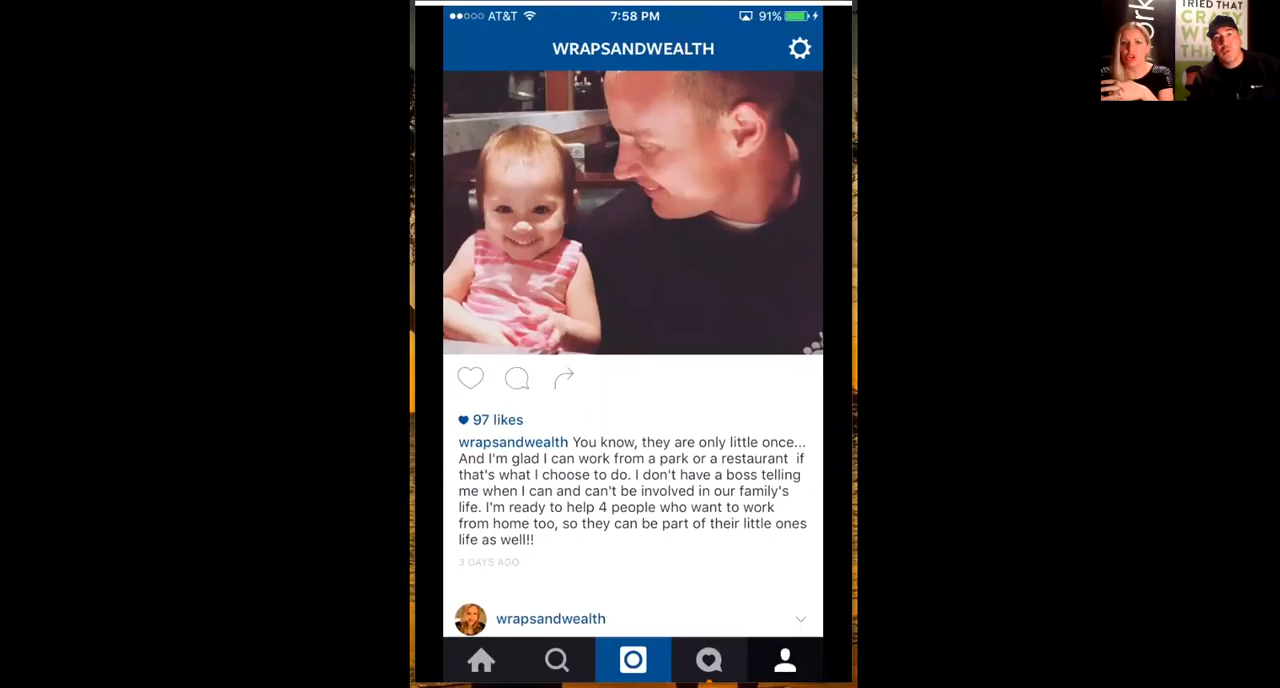 AT&T 7:58 PM 91%
WRAPSANDWEALTH
97 likes
wrapsandwealth You know, they are only little once...
And I'm glad I can work from a park or a restaurant if
that's what I choose to do. I don't have a boss telling
me when I can and can't be involved in our family's
life. I'm ready to help 4 people who want to work
from home too, so they can be part of their little ones
life as well!!
3 DAYS AGO
wrapsandwealth
TRIED THAT
CRAZY